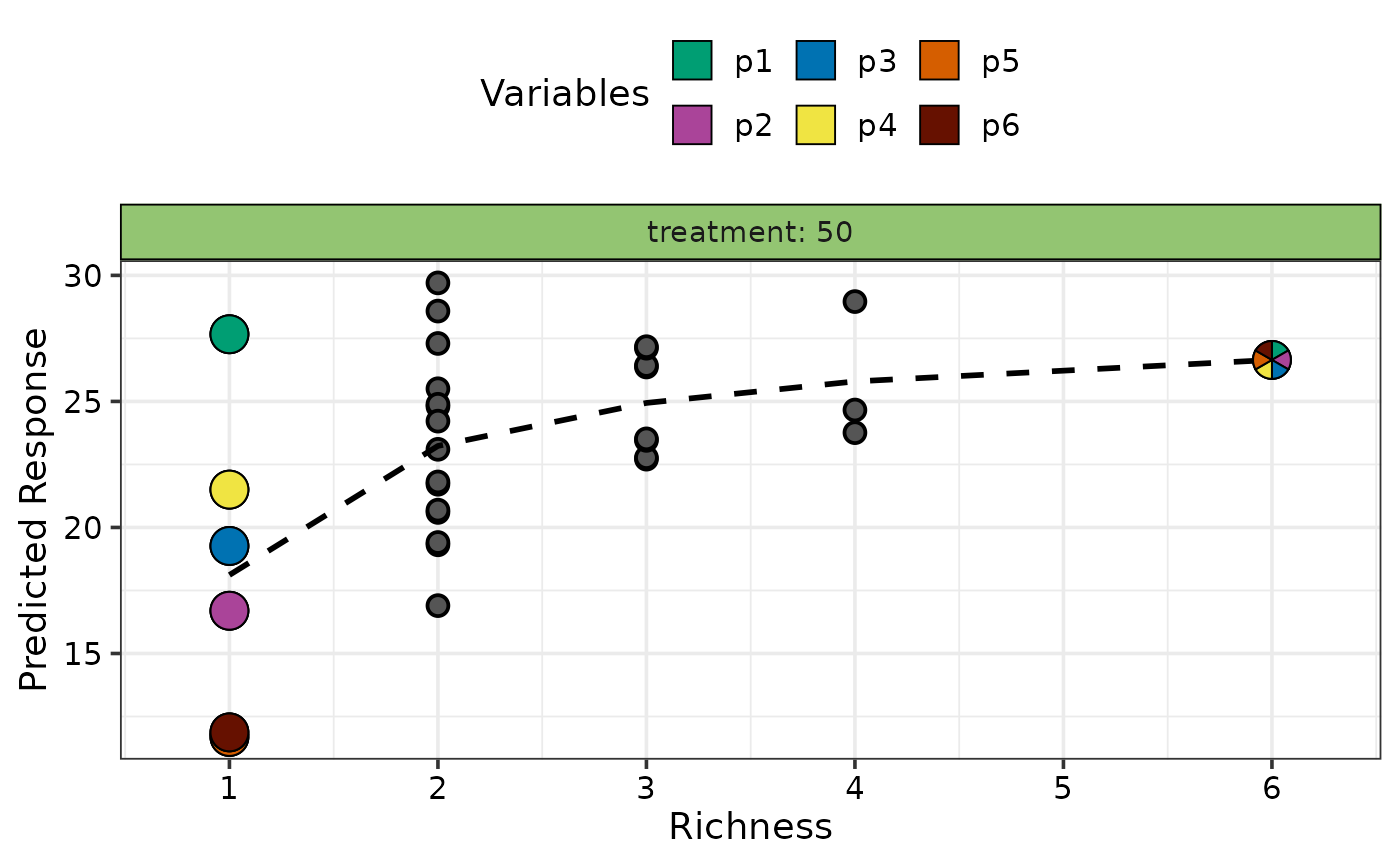 Variables
p1 p3 p5
p2 p4 p6
treatment: 50
Predicted Response
30
25
20
15
1 2 3 4 5 6
Richness